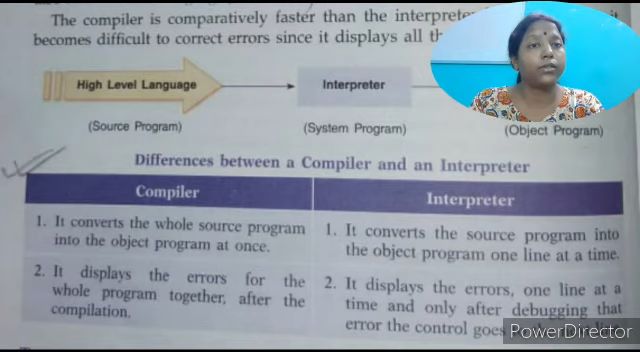 The compiler is comparatively faster than the
becomes difficult to correct errors since it displays all
High Level Language
Interpreter
(Source Program)
(System Program)
(Object Program)
Differences between a Compiler and an Interpreter
Compiler
Interpreter
1. It converts the whole source program
into the object program at once.
2. It displays the errors for the
whole program together, after the
compilation.
1. It converts the source program into
the object program one line at a time.
2. It displays the errors, one line at a
time and only after debugging that
error the control goes
PowerDirector